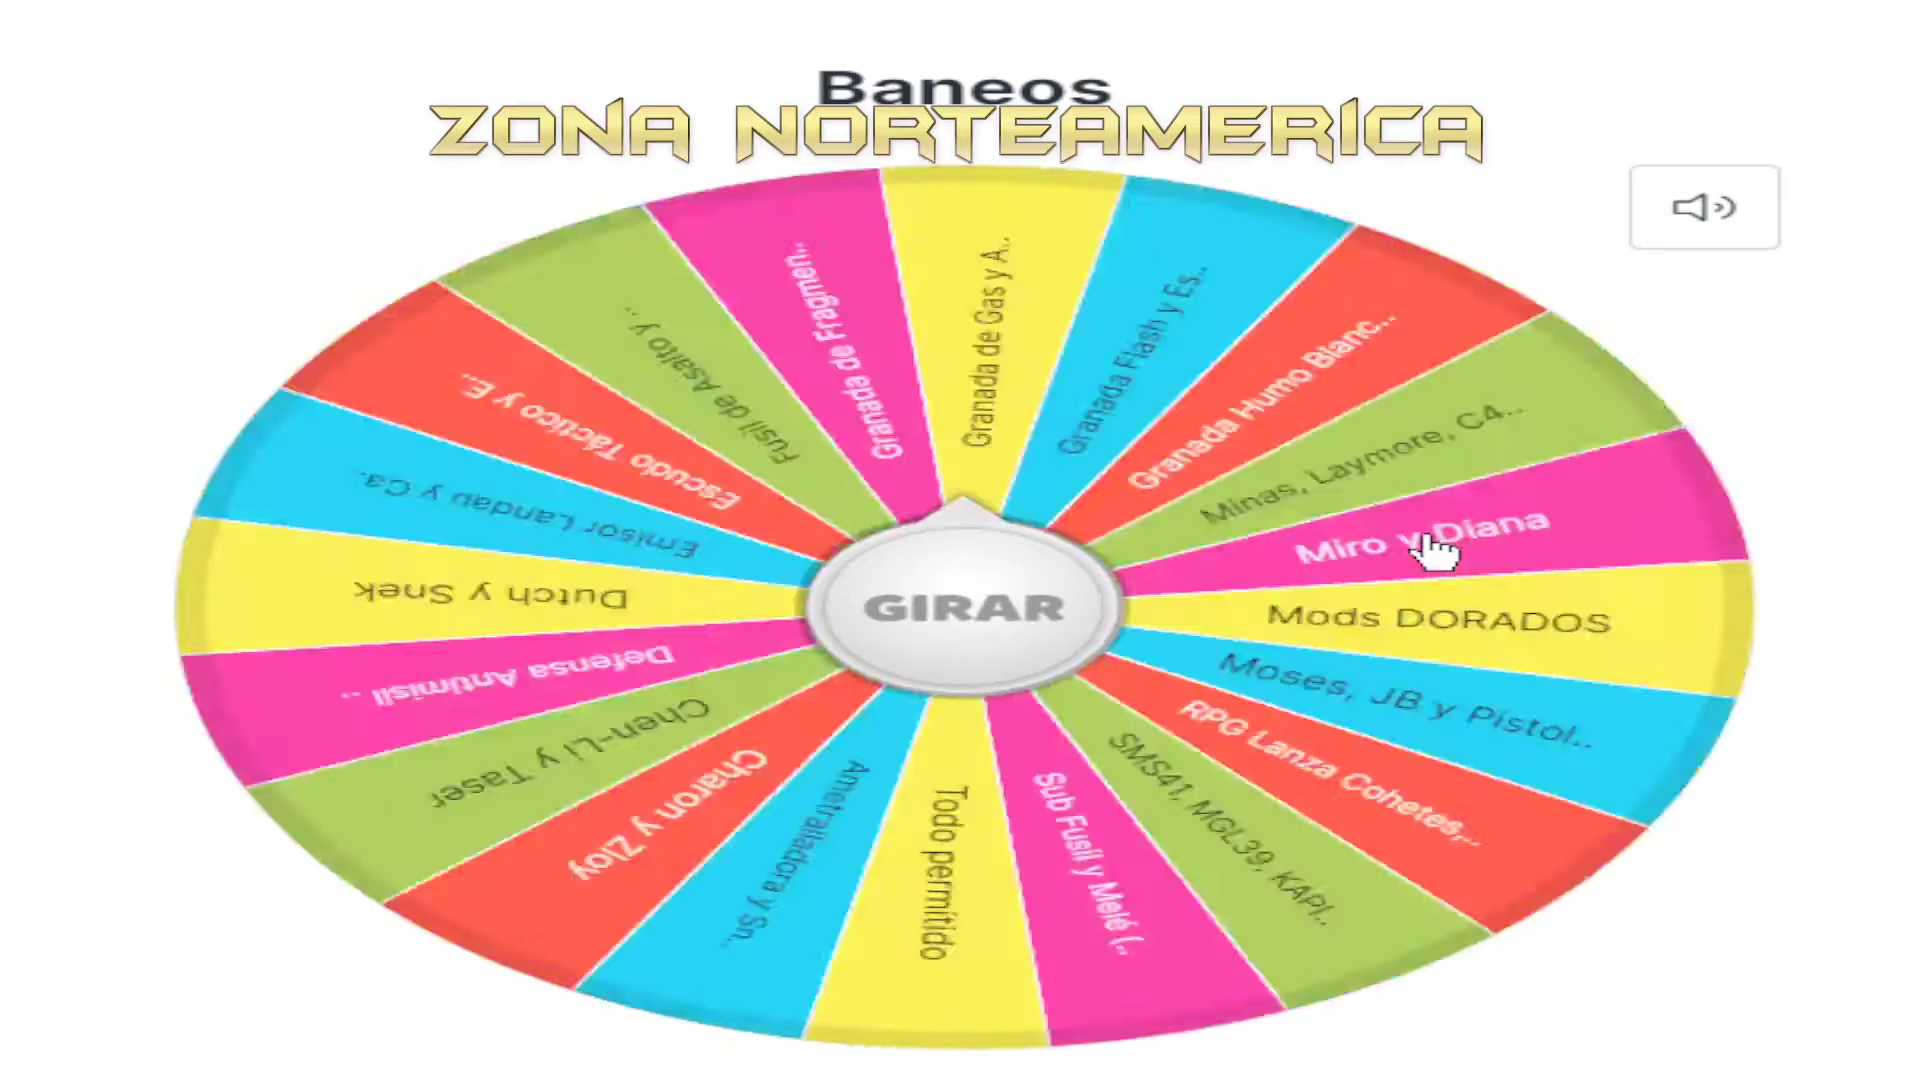 Baneos
ZONA NORTEAMERICA
Granada de Gas y A..
Granada Flash y Es..
Granada Humo Blanc...
Minas, Laymore, C4...
Miro y Diana
Mods DORADOS
Moses, JB y Pistol..
RPG Lanza Cohetes,...
SMS41, MGL39, KAPI..
Sub Fusil y Melé (..
Todo permitido
Ametralladora y Sn..
Charon y Zloy
Chen-Li y Taser
Defensa Antimisil ..
Dutch y Snek
Emisor Landau y Ca.
Escudo Táctico y E..
Fusil de Asalto y ..
Granada de Fragmen..
GIRAR